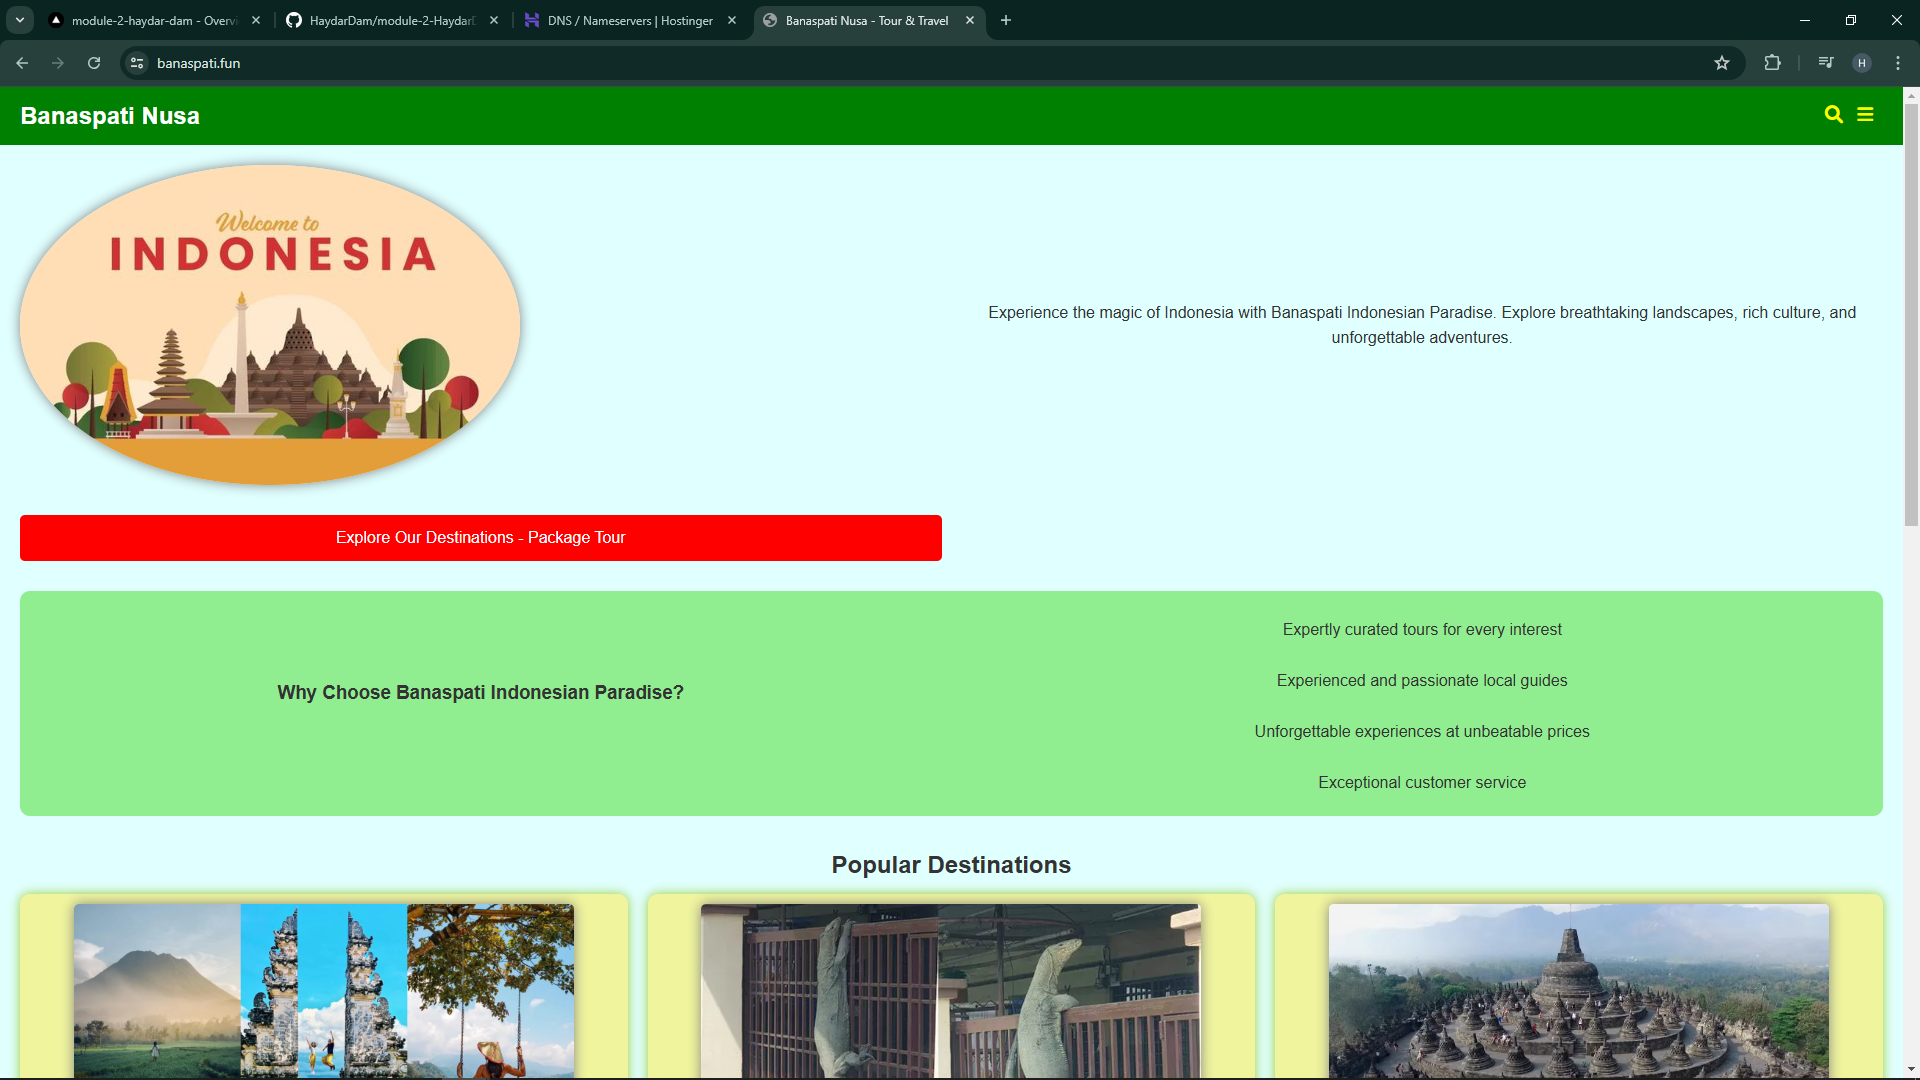 module-2-haydar-dam - Overvi
HaydarDam/module-2-HaydarD
DNS / Nameservers | Hostinger
Banaspati Nusa - Tour & Travel
banaspati.fun
H
Banaspati Nusa
Welcome to
INDONESIA
Experience the magic of Indonesia with Banaspati Indonesian Paradise. Explore breathtaking landscapes, rich culture, and
unforgettable adventures.
Explore Our Destinations - Package Tour
Why Choose Banaspati Indonesian Paradise?
Expertly curated tours for every interest
Experienced and passionate local guides
Unforgettable experiences at unbeatable prices
Exceptional customer service
Popular Destinations